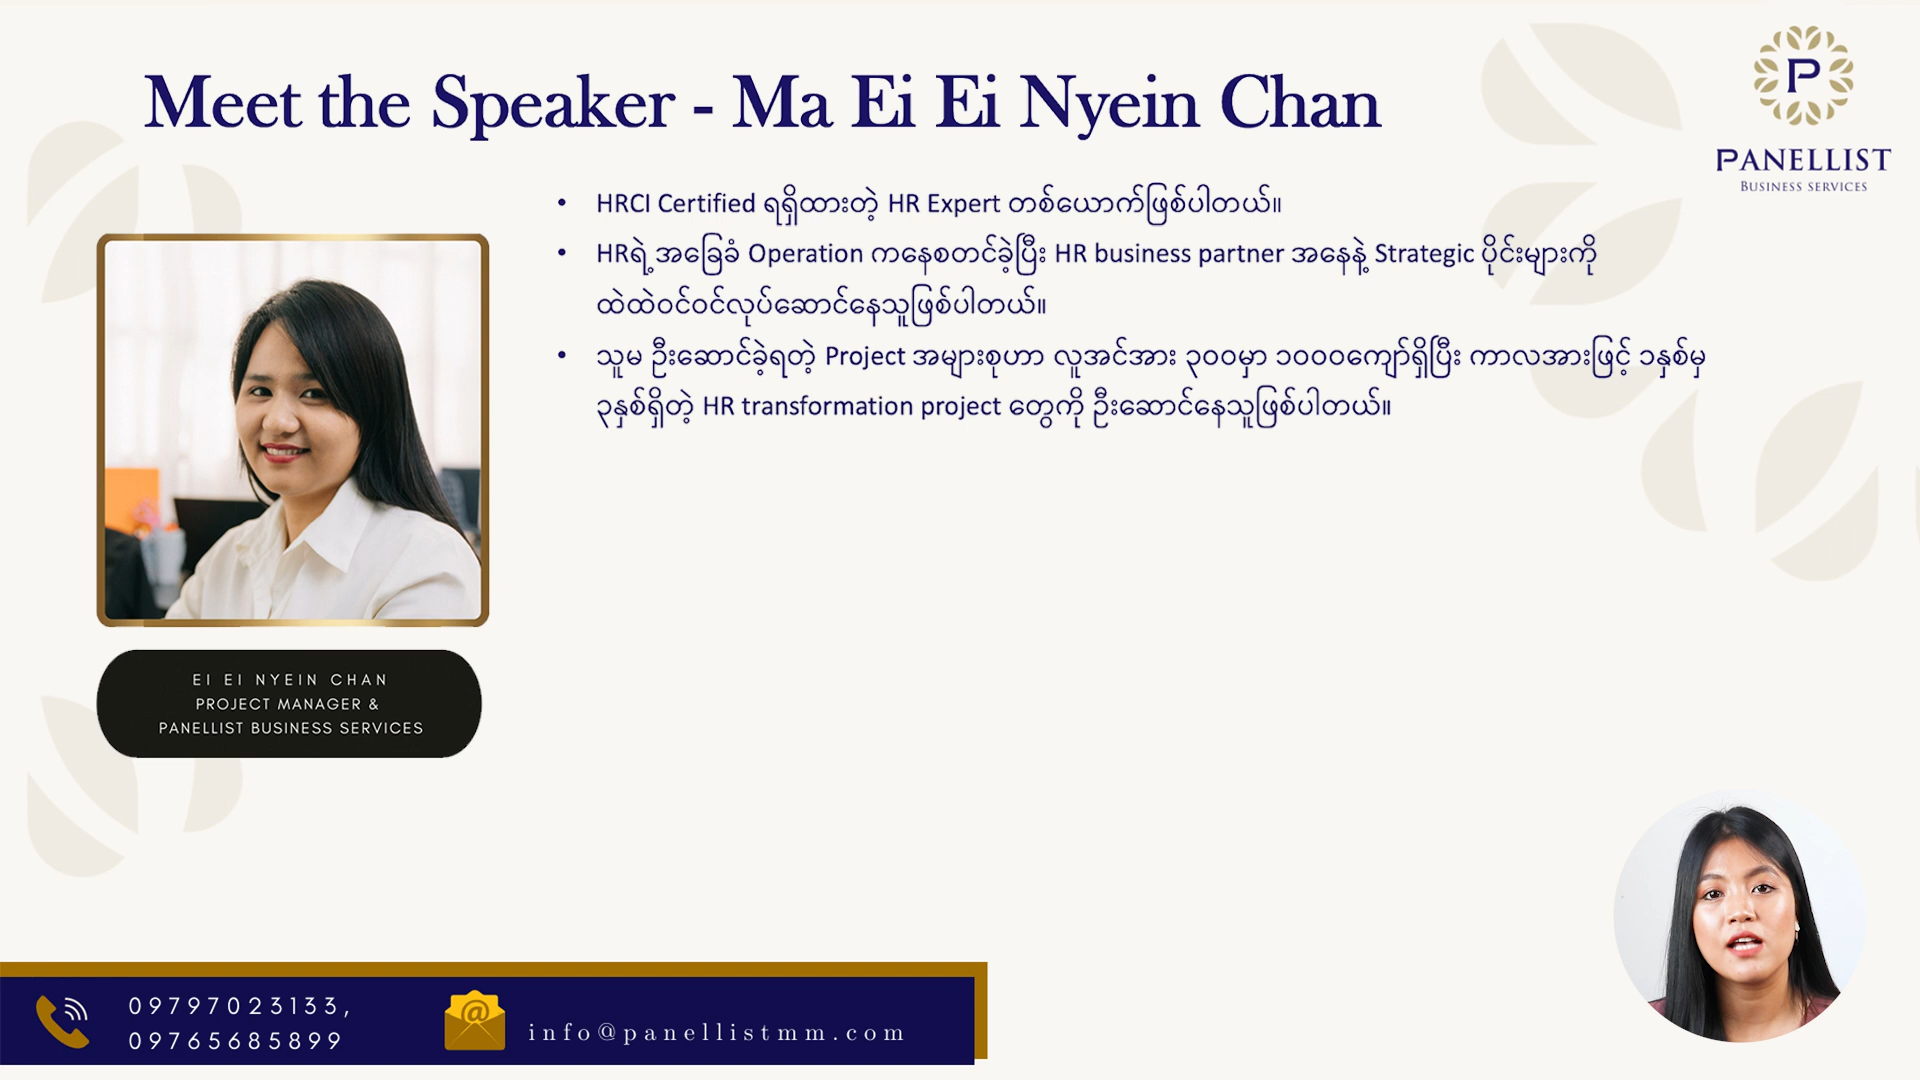 Meet the Speaker - Ma Ei Ei Nyein Chan
P
PANELLIST
BUSINESS SERVICES
• HRCI Certified ရရှိထားတဲ့ HR Expert တစ်ယောက်ဖြစ်ပါတယ်။
• HRရဲ့အခြေခံ Operation ကနေစတင်ခဲ့ပြီး HR business partner အနေနဲ့ Strategic ပိုင်းများကို
ထဲထဲဝင်ဝင်လုပ်ဆောင်နေသူဖြစ်ပါတယ်။
• သူမ ဦးဆောင်ခဲ့ရတဲ့ Project အများစုဟာ လူအင်အား ၃၀၀မှာ ၁၀၀၀ကျော်ရှိပြီး ကာလအားဖြင့် ၁နှစ်မှ
၃နှစ်ရှိတဲ့ HR transformation project တွေကို ဦးဆောင်နေသူဖြစ်ပါတယ်။
EI EI NYEIN CHAN
PROJECT MANAGER &
PANELLIST BUSINESS SERVICES
09797023133,
09765685899
info@panellistmm.com